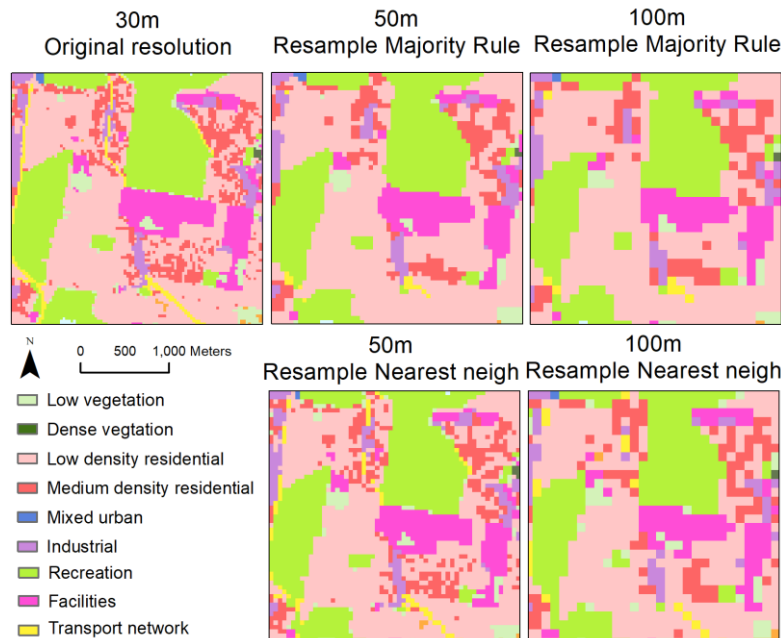 30m
Original resolution
50m
Resample Majority Rule
100m
Resample Majority Rule
N
0 500 1,000 Meters
Low vegetation
Dense vegtation
Low density residential
Medium density residential
Mixed urban
Industrial
Recreation
Facilities
Transport network
50m
Resample Nearest neigh
100m
Resample Nearest neigh